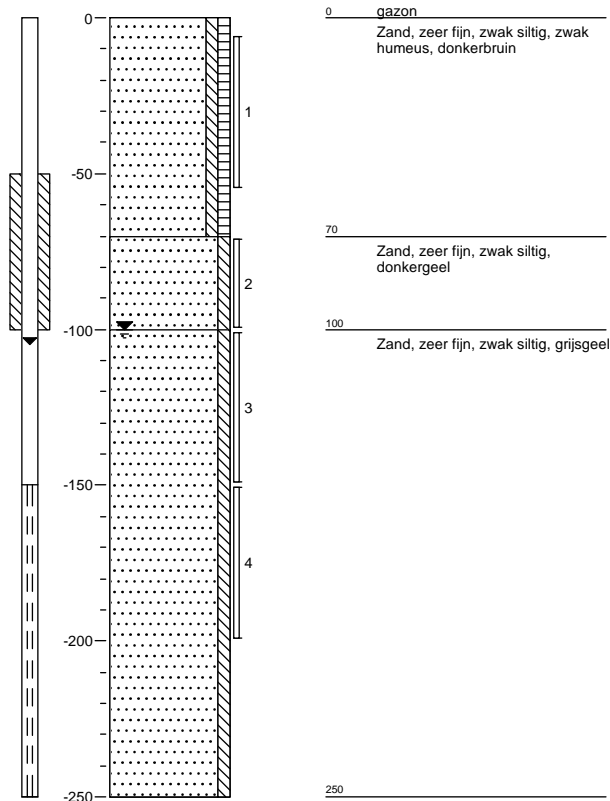 0
-50
-100
-150
-200
-250
1
2
3
4
0
gazon
Zand, zeer fijn, zwak siltig, zwak
humeus, donkerbruin
70
Zand, zeer fijn, zwak siltig,
donkergeel
100
Zand, zeer fijn, zwak siltig, grijsgeel
250